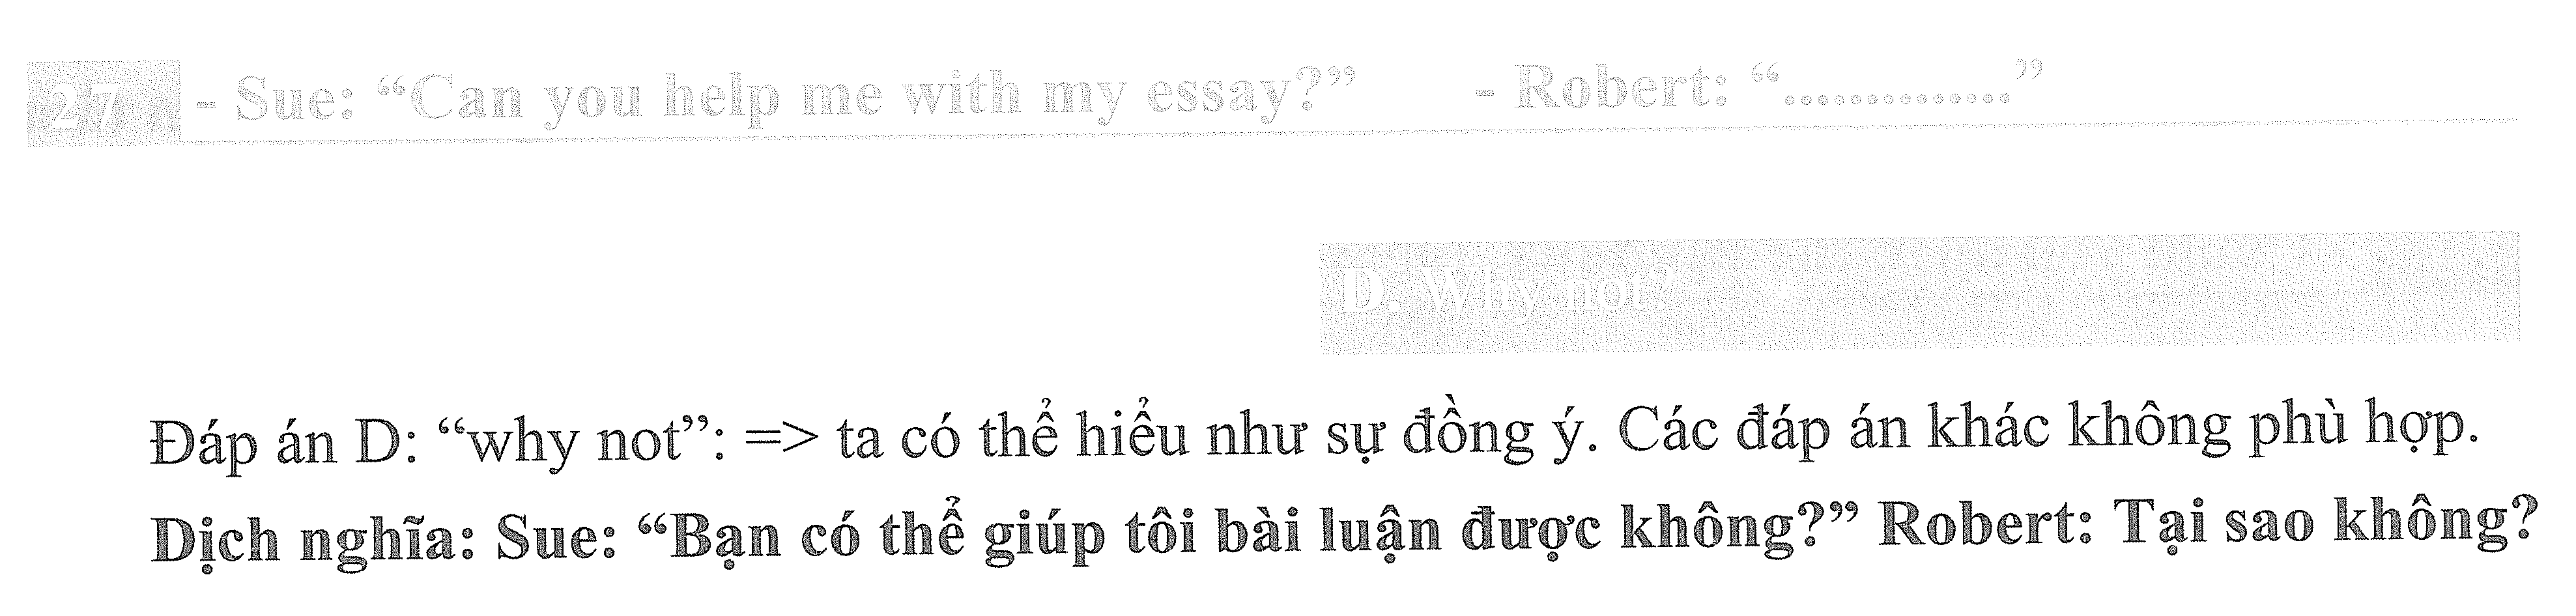 27 - Sue: “Can you help me with my essay?” - Robert: “..............”
D. Why not?
Đáp án D: “why not”: => ta có thể hiểu như sự đồng ý. Các đáp án khác không phù hợp.
Dịch nghĩa: Sue: “Bạn có thể giúp tôi bài luận được không?” Robert: Tại sao không?